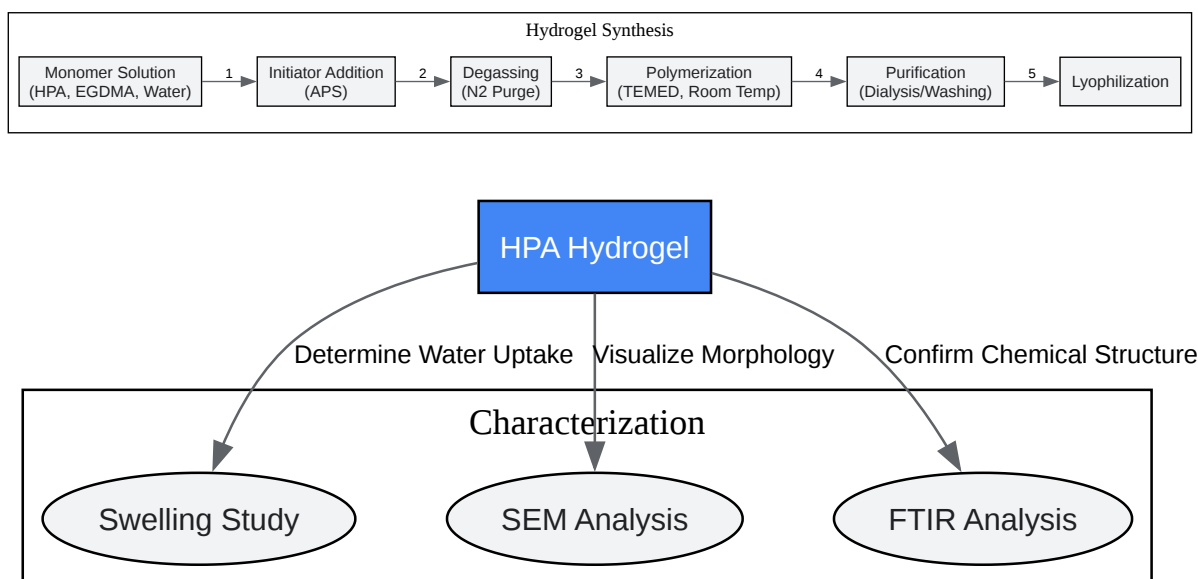 Hydrogel Synthesis
Monomer Solution
(HPA, EGDMA, Water)
1
Initiator Addition
(APS)
2
Degassing
(N2 Purge)
3
Polymerization
(TEMED, Room Temp)
4
Purification
(Dialysis/Washing)
5
Lyophilization
HPA Hydrogel
Determine Water Uptake
Visualize Morphology
Confirm Chemical Structure
Characterization
Swelling Study
SEM Analysis
FTIR Analysis